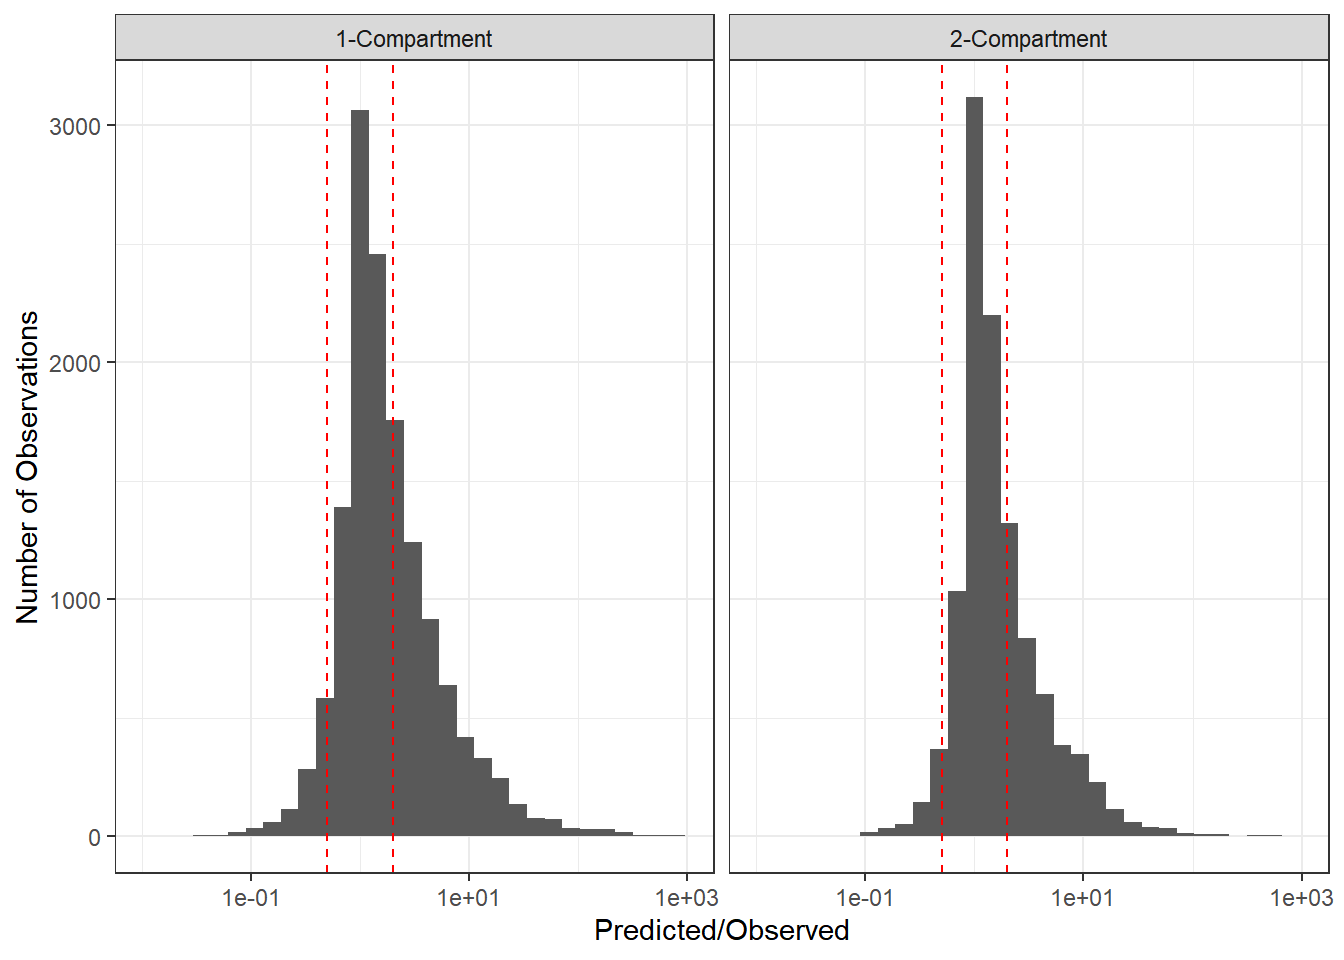 1-Compartment
2-Compartment
Number of Observations
3000
2000
1000
0
1e-01
1e+01
1e+03
1e-01
1e+01
1e+03
Predicted/Observed